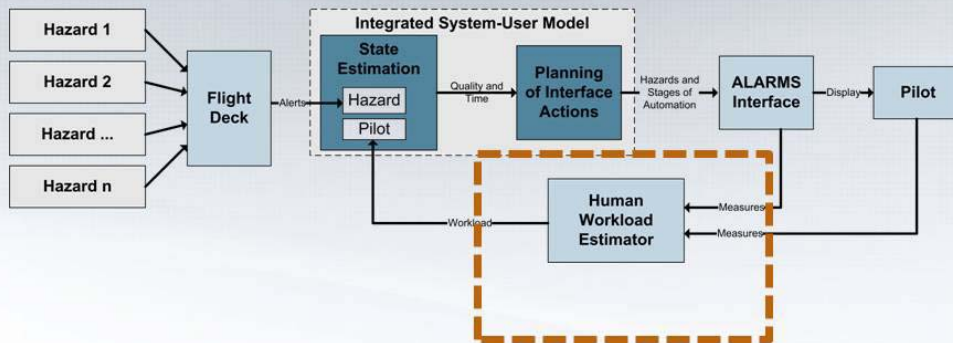 Integrated System-User Model
Hazard 1
Hazard 2
Hazard ...
Hazard n
Flight
Deck
Alerts
State
Estimation
Hazard
Pilot
Quality and
Time
Planning
of Interface
Actions
Hazards and
Stages of
Automation
ALARMS
Interface
Display
Pilot
Human
Workload
Estimator
Workload
Measures
Measures